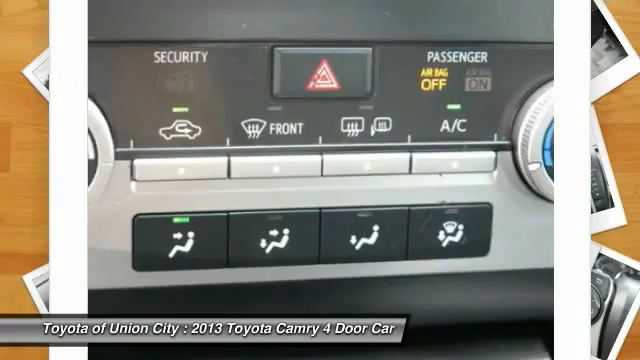 SECURITY
PASSENGER
AIR BAG OFF
AIR BAG ON
FRONT
A/C
Toyota of Union City : 2013 Toyota Camry 4 Door Car